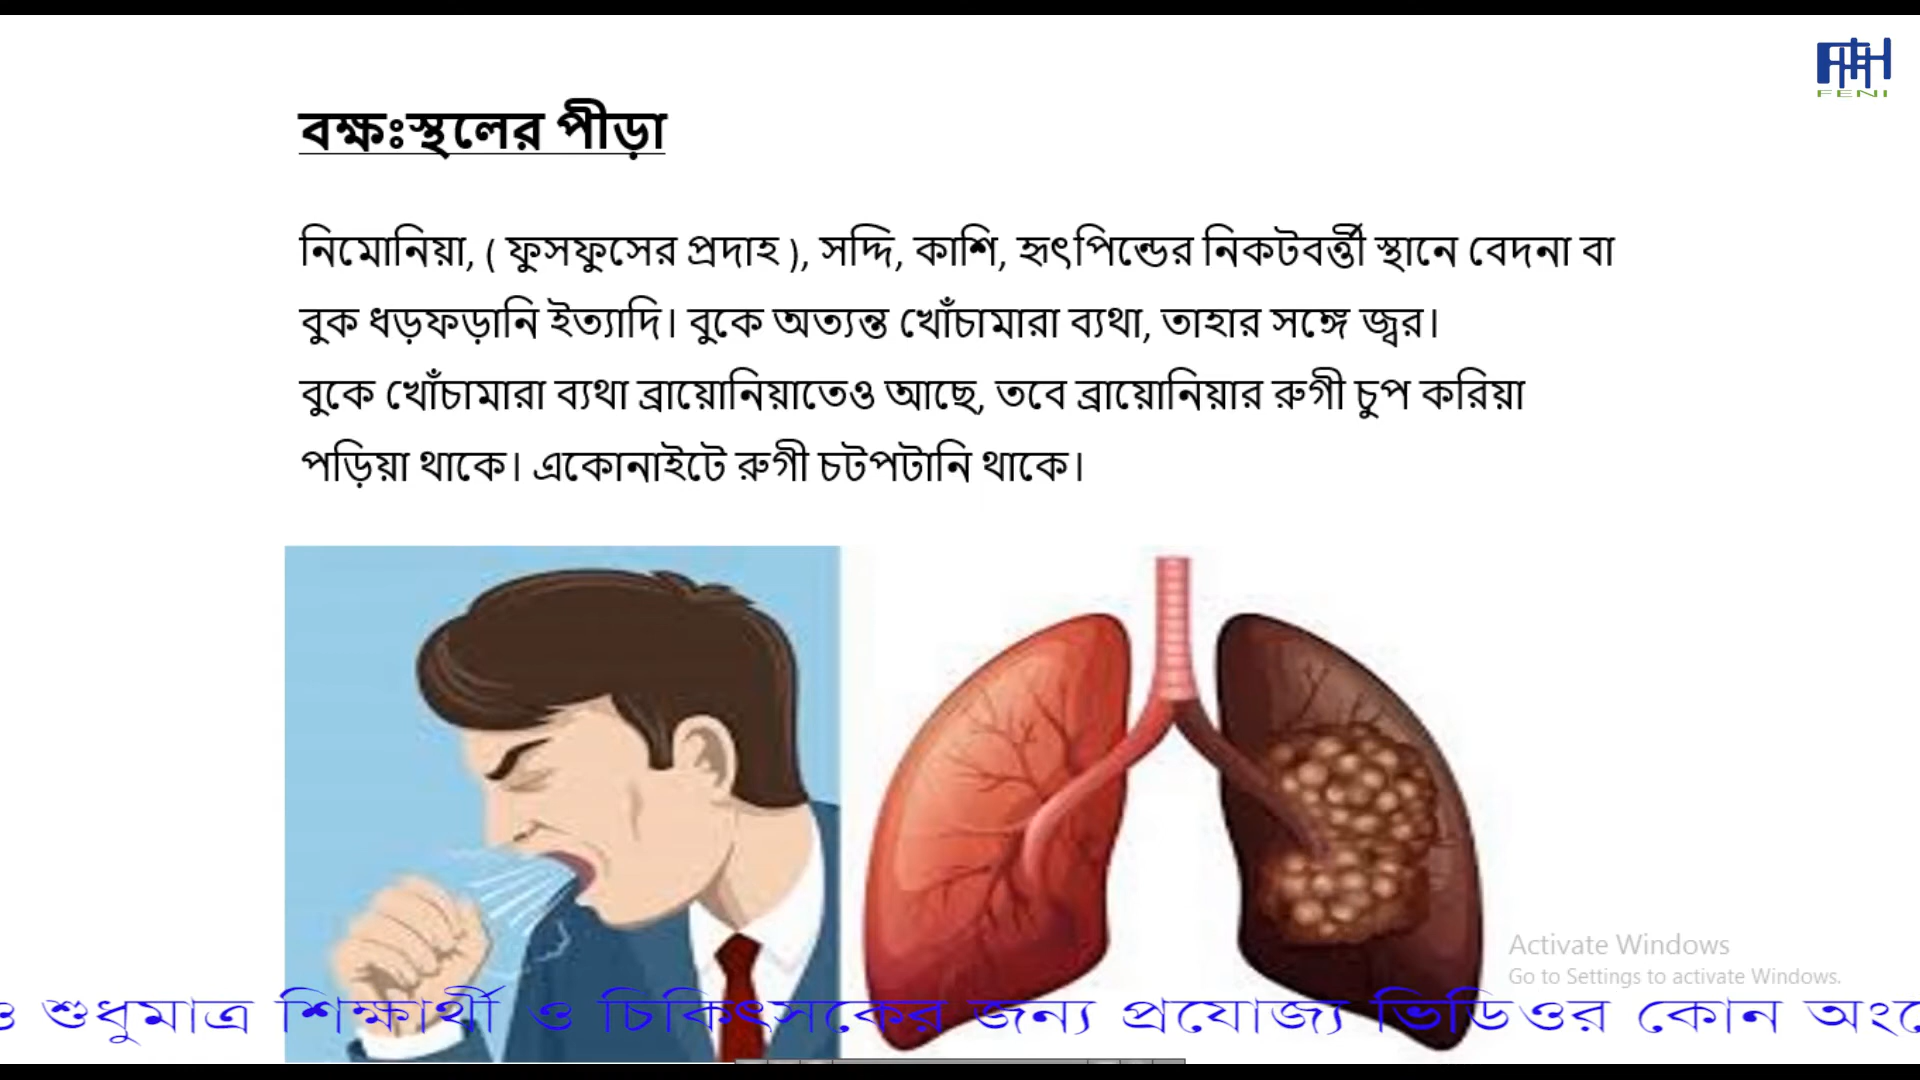 FENI
বক্ষঃস্থলের পীড়া
নিমোনিয়া, ( ফুসফুসের প্রদাহ ), সদ্দি, কাশি, হৃৎপিন্ডের নিকটবর্ত্তী স্থানে বেদনা বা
বুক ধড়ফড়ানি ইত্যাদি। বুকে অত্যন্ত খোঁচামারা ব্যথা, তাহার সঙ্গে জ্বর।
বুকে খোঁচামারা ব্যথা ব্রায়োনিয়াতেও আছে, তবে ব্রায়োনিয়ার রুগী চুপ করিয়া
পড়িয়া থাকে। একোনাইটে রুগী চটপটানি থাকে।
Activate Windows
Go to Settings to activate Windows.
শুধুমাত্র শিক্ষার্থী ও চিকিৎসকের জন্য প্রযোজ্য ভিডিওর কোন